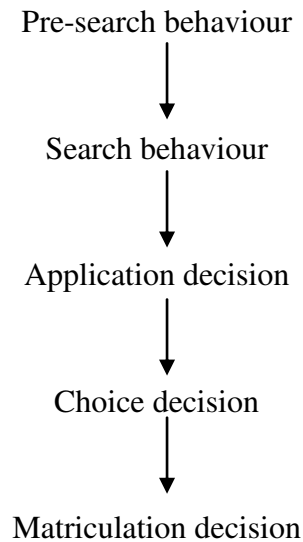 Pre-search behaviour
Search behaviour
Application decision
Choice decision
Matriculation decision